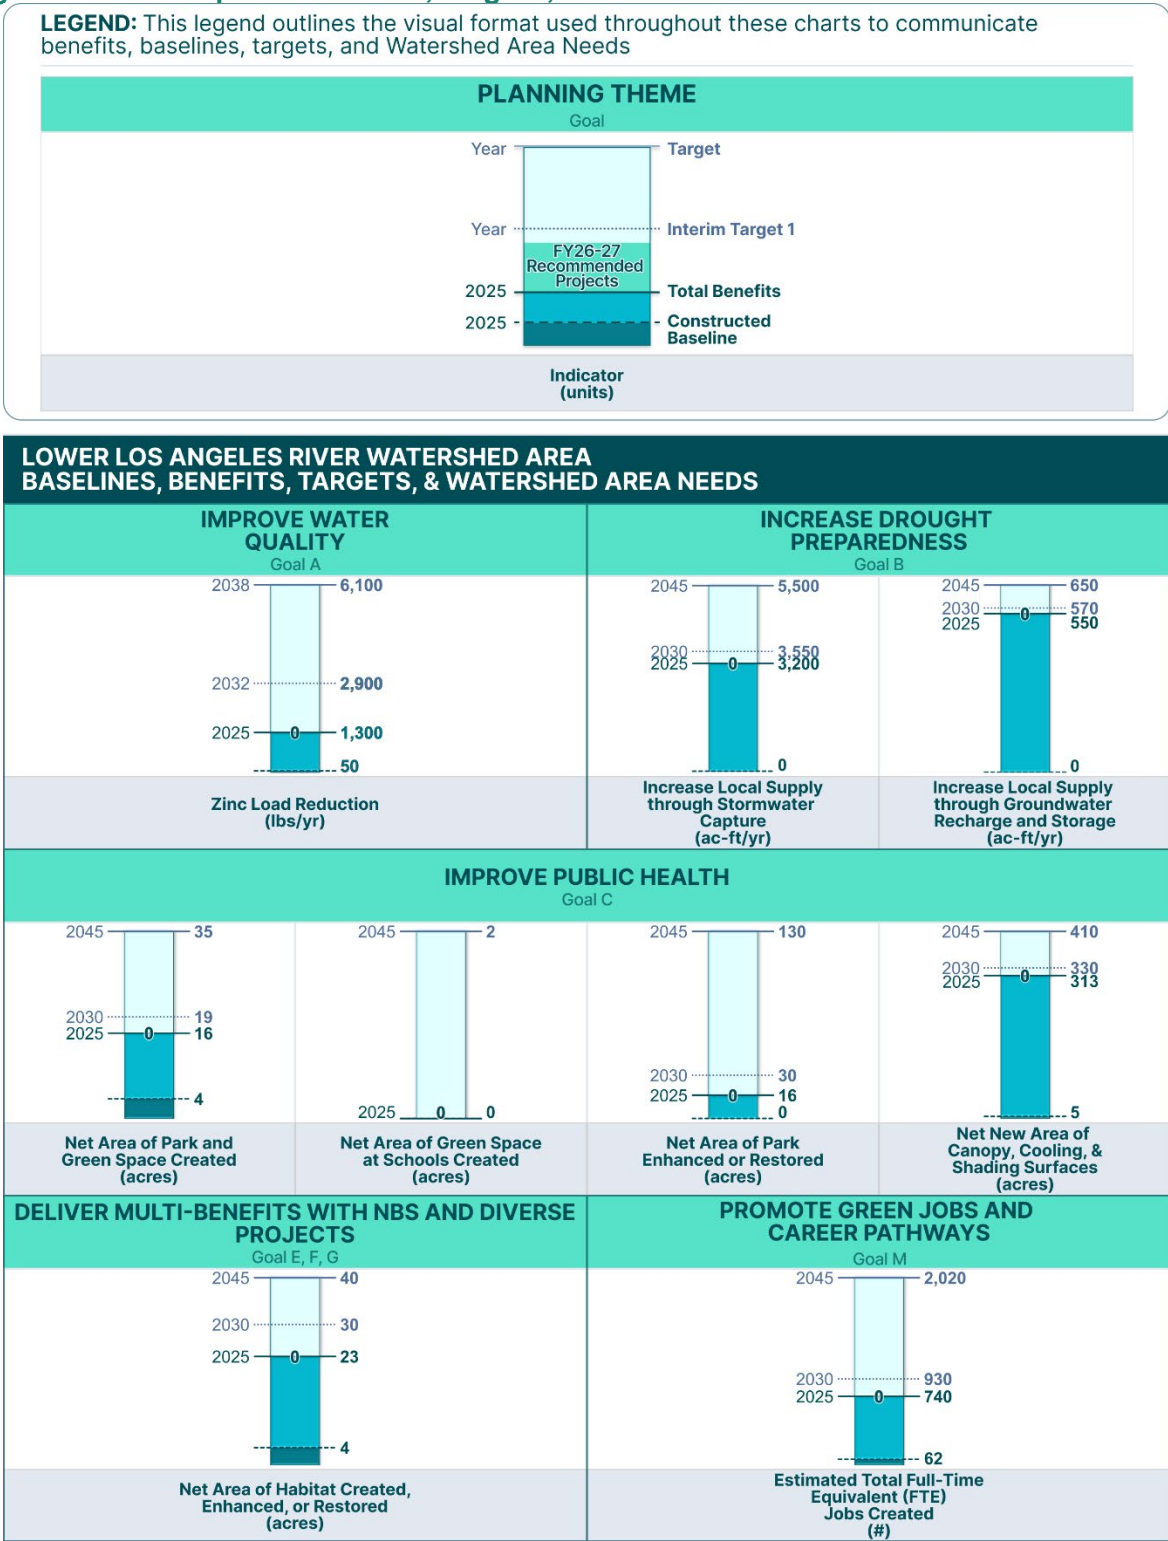 LEGEND: This legend outlines the visual format used throughout these charts to communicate
benefits, baselines, targets, and Watershed Area Needs
PLANNING THEME
Goal
Year Target
Year Interim Target 1
FY26-27
Recommended
Projects
2025 Total Benefits
2025 Constructed
Baseline
Indicator
(units)
LOWER LOS ANGELES RIVER WATERSHED AREA
BASELINES, BENEFITS, TARGETS, & WATERSHED AREA NEEDS
IMPROVE WATER
QUALITY
Goal A
2038 6,100
2032 2,900
2025 0 1,300
50
Zinc Load Reduction
(lbs/yr)
INCREASE DROUGHT
PREPAREDNESS
Goal B
2045 5,500
2030 3,550
2025 0 3,200
0
Increase Local Supply
through Stormwater
Capture
(ac-ft/yr)
2045 650
2030 570
2025 0 550
0
Increase Local Supply
through Groundwater
Recharge and Storage
(ac-ft/yr)
IMPROVE PUBLIC HEALTH
Goal C
2045 35
2030 19
2025 0 16
4
Net Area of Park and
Green Space Created
(acres)
2045 2
2025 0 0
Net Area of Green Space
at Schools Created
(acres)
2045 130
2030 30
2025 0 16
0
Net Area of Park
Enhanced or Restored
(acres)
2045 410
2030 330
2025 0 313
5
Net New Area of
Canopy, Cooling, &
Shading Surfaces
(acres)
DELIVER MULTI-BENEFITS WITH NBS AND DIVERSE
PROJECTS
Goal E, F, G
2045 40
2030 30
2025 0 23
4
Net Area of Habitat Created,
Enhanced, or Restored
(acres)
PROMOTE GREEN JOBS AND
CAREER PATHWAYS
Goal M
2045 2,020
2030 930
2025 0 740
62
Estimated Total Full-Time
Equivalent (FTE)
Jobs Created
(#)